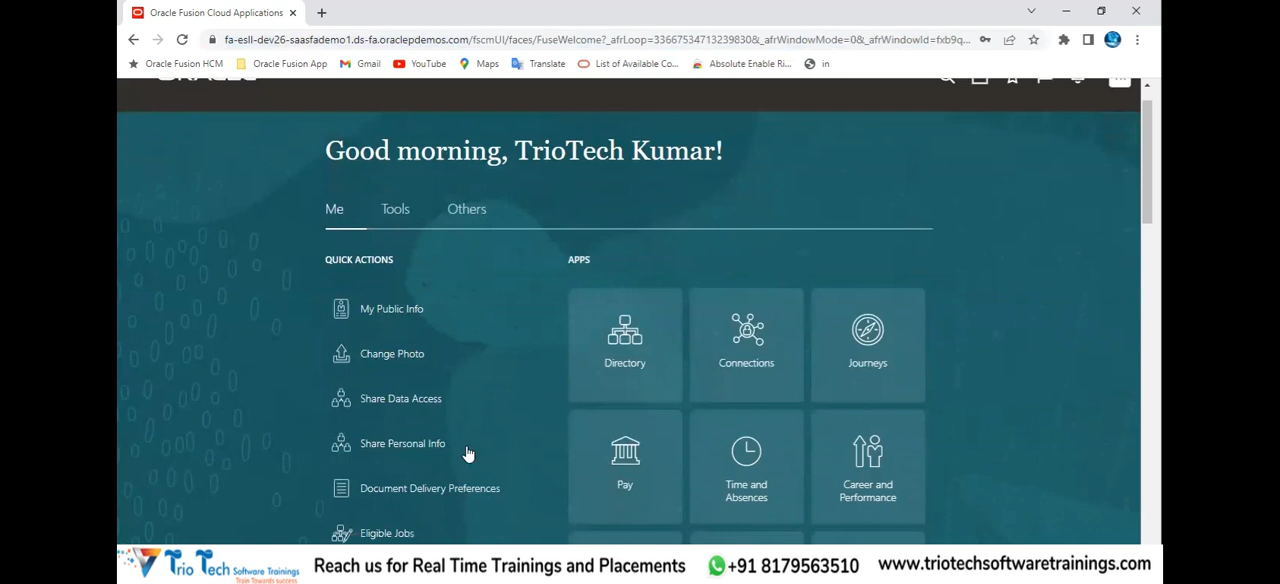 Oracle Fusion Cloud Applications
fa-esll-dev26-saasfademo1.ds-fa.oraclepdemos.com/fscmUI/faces/FuseWelcome?_afrLoop=3366753471323983​0&_afrWindowMode=0&_afrWindowId=fxb9q...
Oracle Fusion HCM Oracle Fusion App Gmail YouTube Maps Translate List of Available Co... Absolute Enable Ri... in
Good morning, TrioTech Kumar!
Me Tools Others
QUICK ACTIONS
APPS
My Public Info
Change Photo
Share Data Access
Share Personal Info
Document Delivery Preferences
Eligible Jobs
Directory
Connections
Journeys
Pay
Time and
Absences
Career and
Performance
Trio Tech
Software Trainings
Train Towards success
Reach us for Real Time Trainings and Placements
+91 8179563510
www.triotechsoftwaretrainings.com